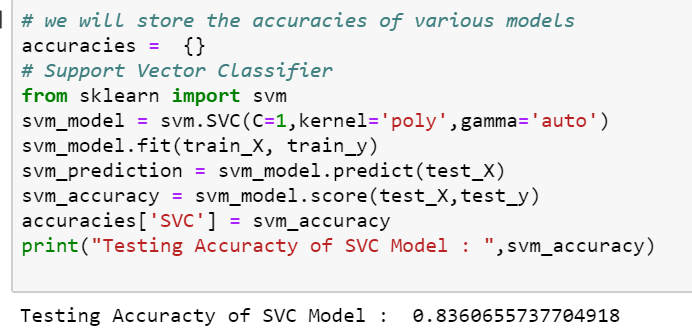 # we will store the accuracies of various models
accuracies =  {}
# Support Vector Classifier
from sklearn import svm
svm_model = svm.SVC(C=1,kernel='poly',gamma='auto')
svm_model.fit(train_X, train_y)
svm_prediction = svm_model.predict(test_X)
svm_accuracy = svm_model.score(test_X,test_y)
accuracies['SVC'] = svm_accuracy
print("Testing Accuracty of SVC Model : ",svm_accuracy)
Testing Accuracty of SVC Model :  0.8360655737704918